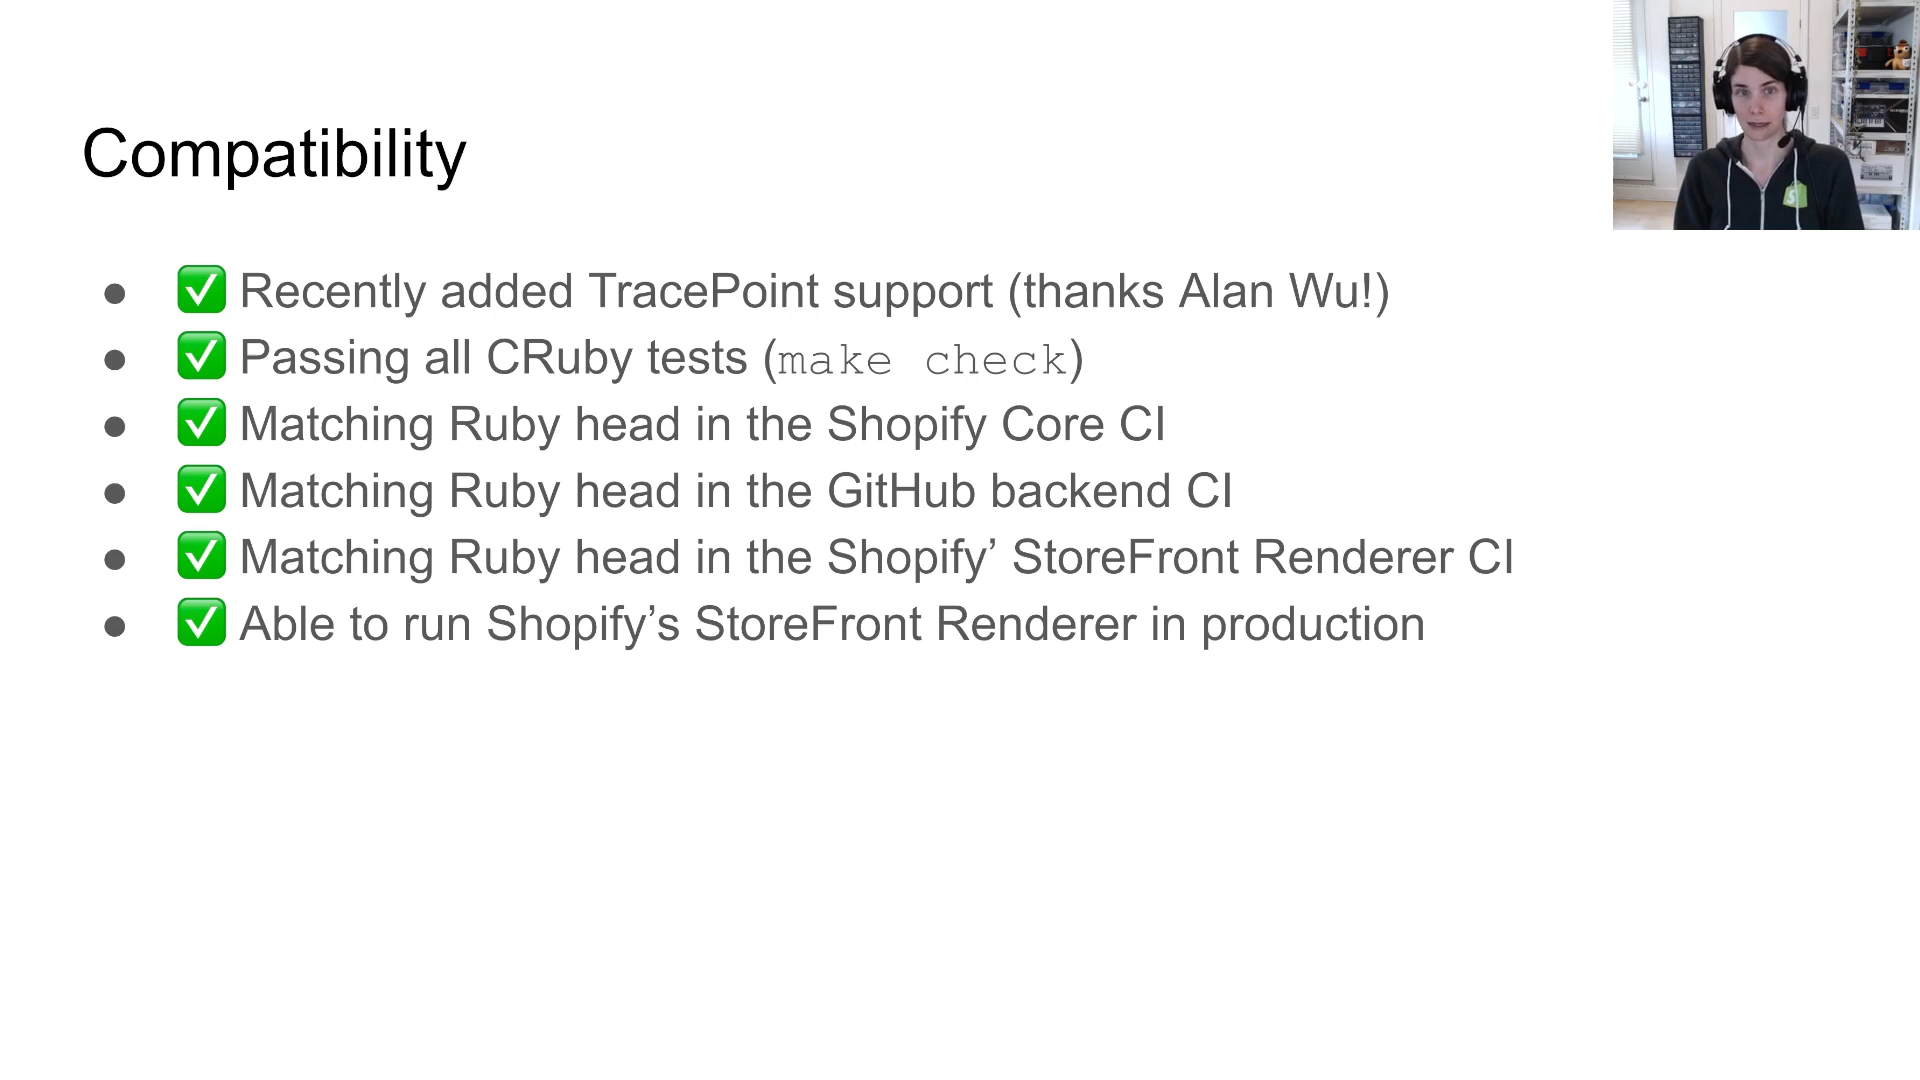 Compatibility
● ✅ Recently added TracePoint support (thanks Alan Wu!)
● ✅ Passing all CRuby tests (make check)
● ✅ Matching Ruby head in the Shopify Core CI
● ✅ Matching Ruby head in the GitHub backend CI
● ✅ Matching Ruby head in the Shopify’ StoreFront Renderer CI
● ✅ Able to run Shopify’s StoreFront Renderer in production